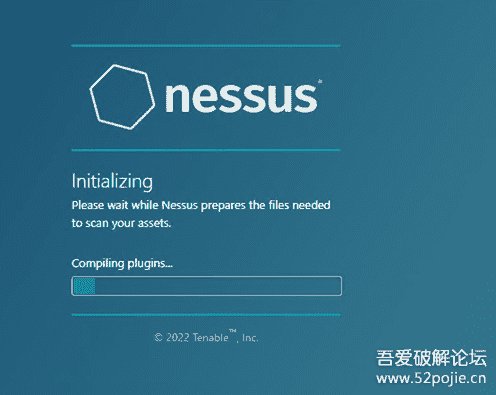 nessus®
Initializing
Please wait while Nessus prepares the files needed
to scan your assets.
Compiling plugins...
© 2022 Tenable™, Inc.
吾爱破解论坛
www.52pojie.cn